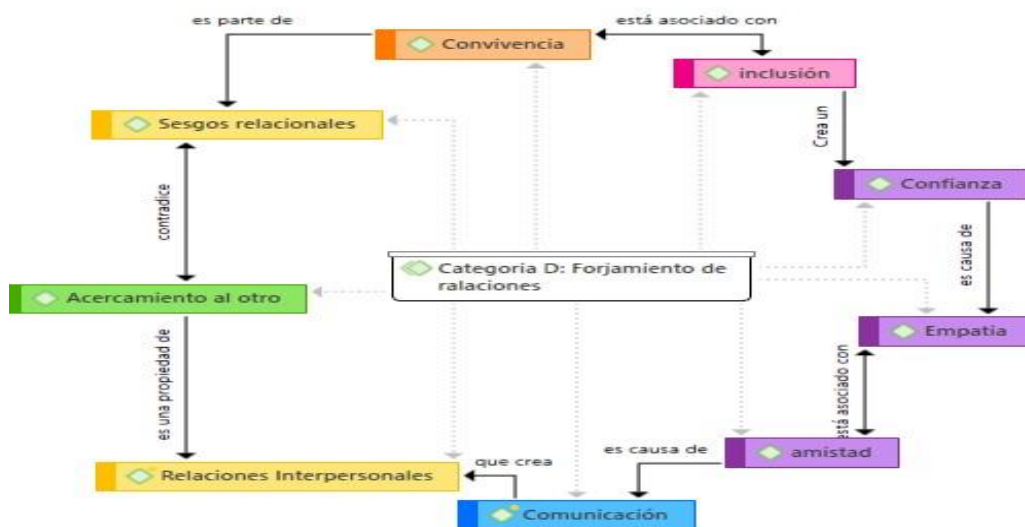 es parte de
está asociado con
Convivencia
inclusión
Sesgos relacionales
Crea un
Confianza
contradice
es causa de
Categoria D: Forjamiento de
ralaciones
Acercamiento al otro
Empatia
es una propiedad de
está asociado con
es causa de
amistad
que crea
Relaciones Interpersonales
Comunicación